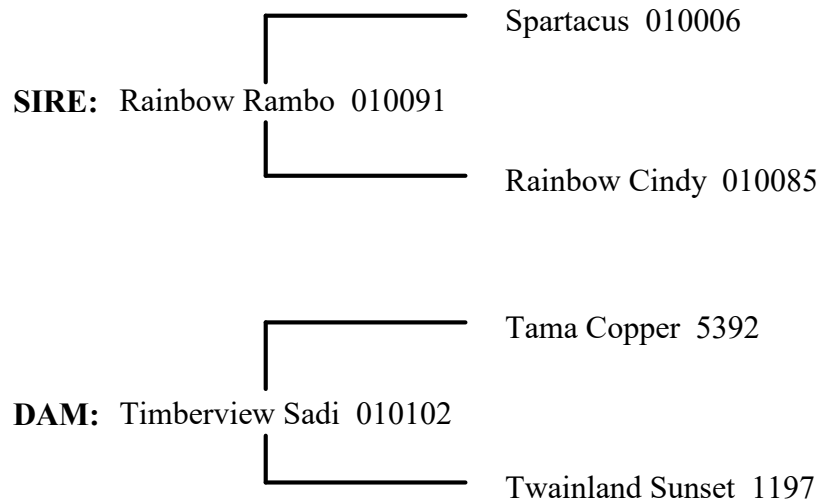 Spartacus 010006
SIRE: Rainbow Rambo 010091
Rainbow Cindy 010085
Tama Copper 5392
DAM: Timberview Sadi 010102
Twainland Sunset 1197